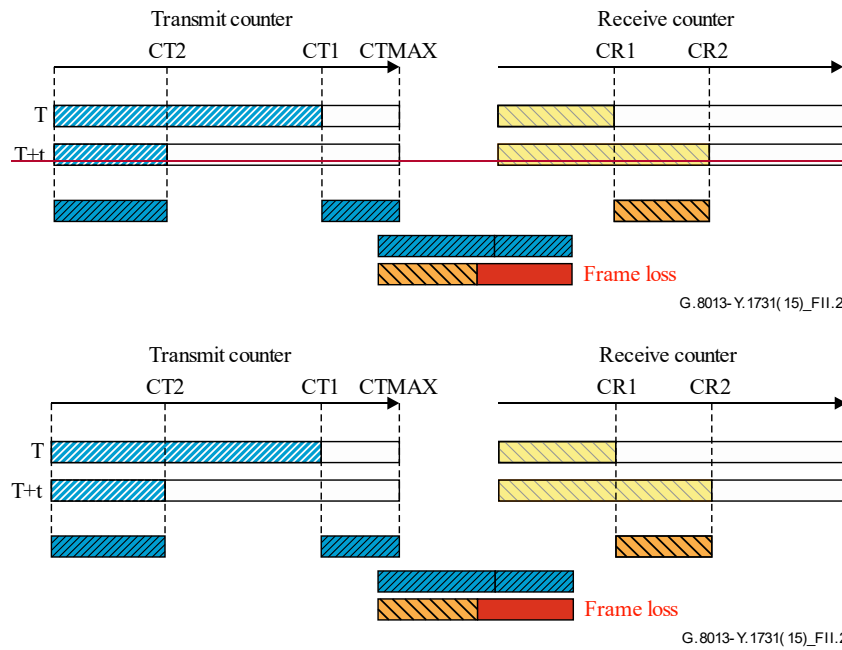 Transmit counter Receive counter
CT2 CT1 CTMAX CR1 CR2
T
T+t
Frame loss
G.8013-Y.1731(15)_FII.2
Transmit counter Receive counter
CT2 CT1 CTMAX CR1 CR2
T
T+t
Frame loss
G.8013-Y.1731(15)_FII.2